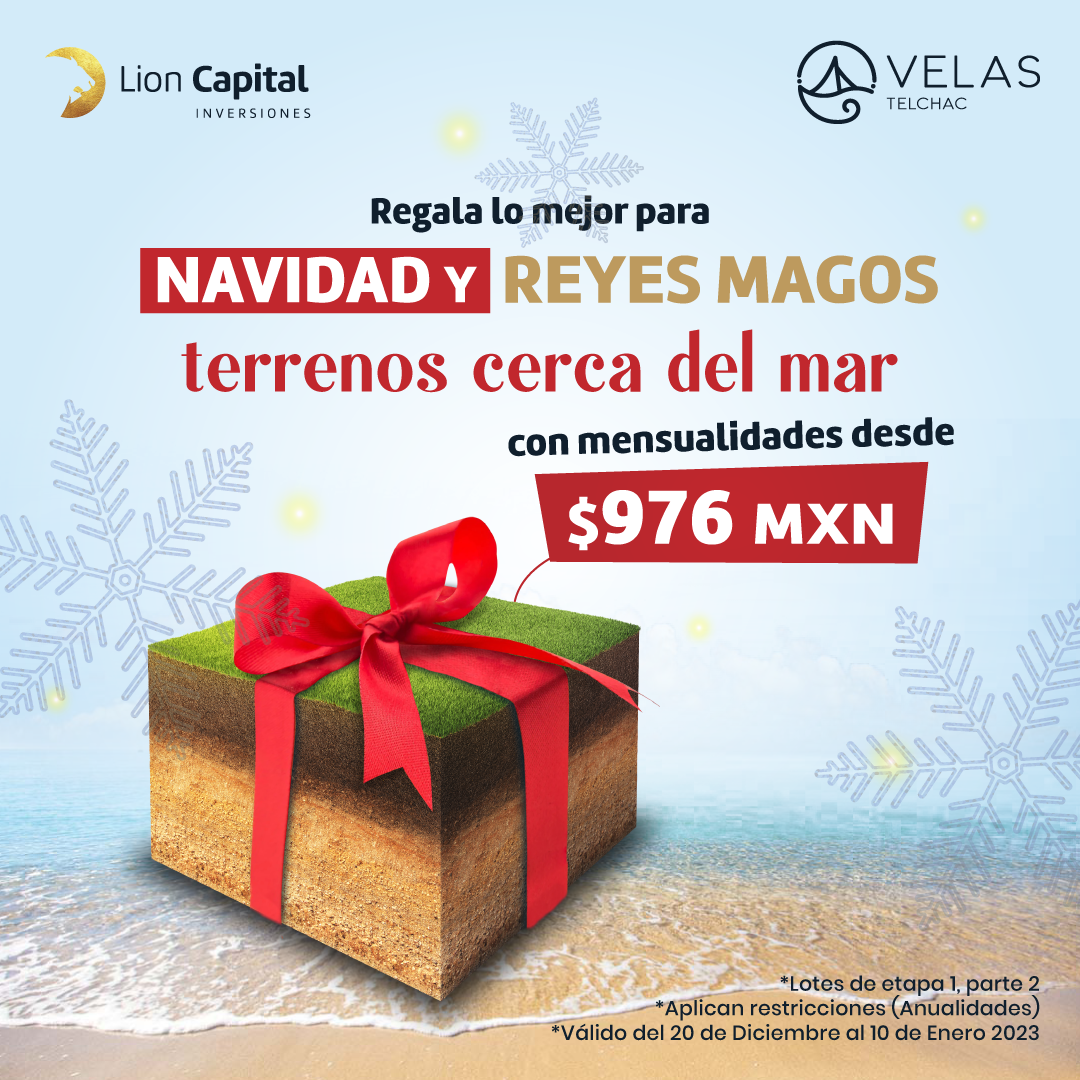 Lion Capital
INVERSIONES
VELAS
TELCHAC
Regala lo mejor para
NAVIDAD Y REYES MAGOS
terrenos cerca del mar
con mensualidades desde
$976 MXN
*Lotes de etapa 1, parte 2
*Aplican restricciones (Anualidades)
*Válido del 20 de Diciembre al 10 de Enero 2023